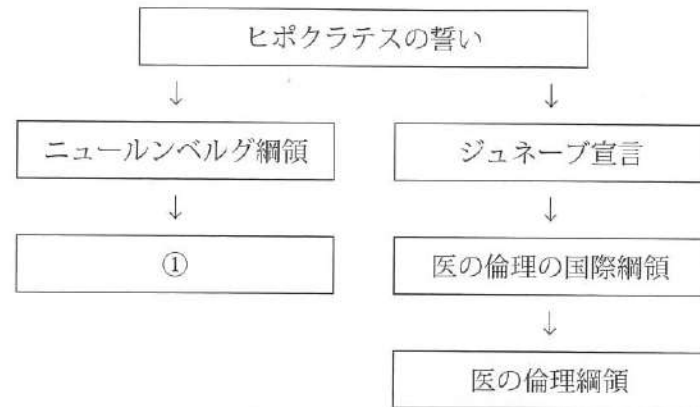 ヒポクラテスの誓い
↓ ↓
ニュールンベルグ綱領 ジュネーブ宣言
↓ ↓
① 医の倫理の国際綱領
↓
医の倫理綱領